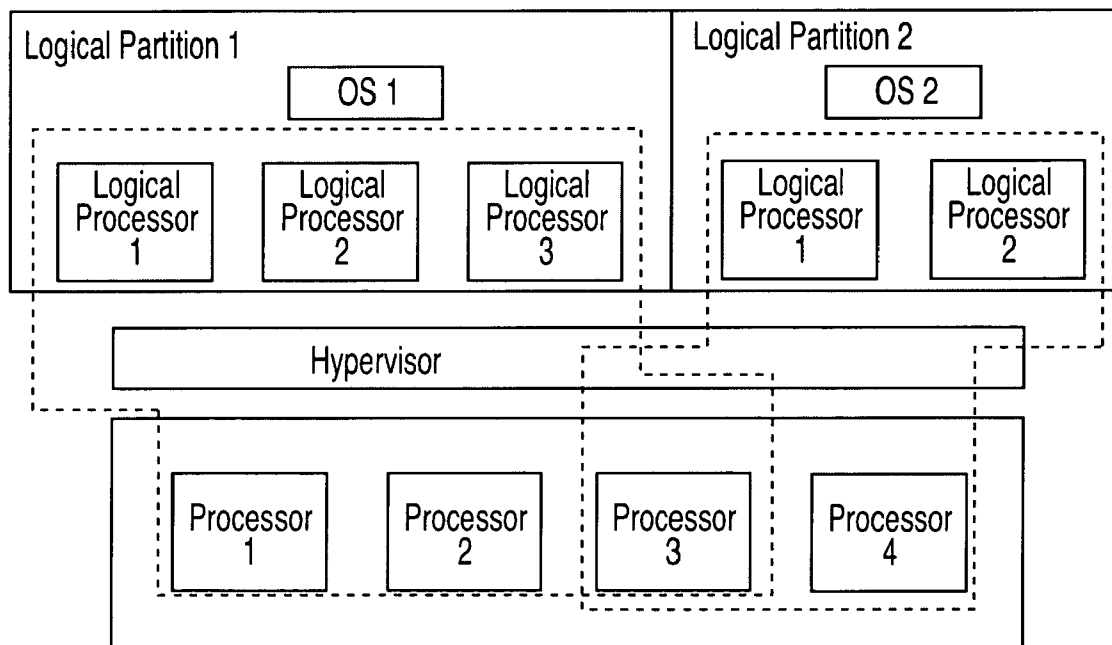 Logical Partition 1
Logical Partition 2
OS 1
OS 2
Logical
Processor
1
Logical
Processor
2
Logical
Processor
3
Logical
Processor
1
Logical
Processor
2
Hypervisor
Processor
1
Processor
2
Processor
3
Processor
4